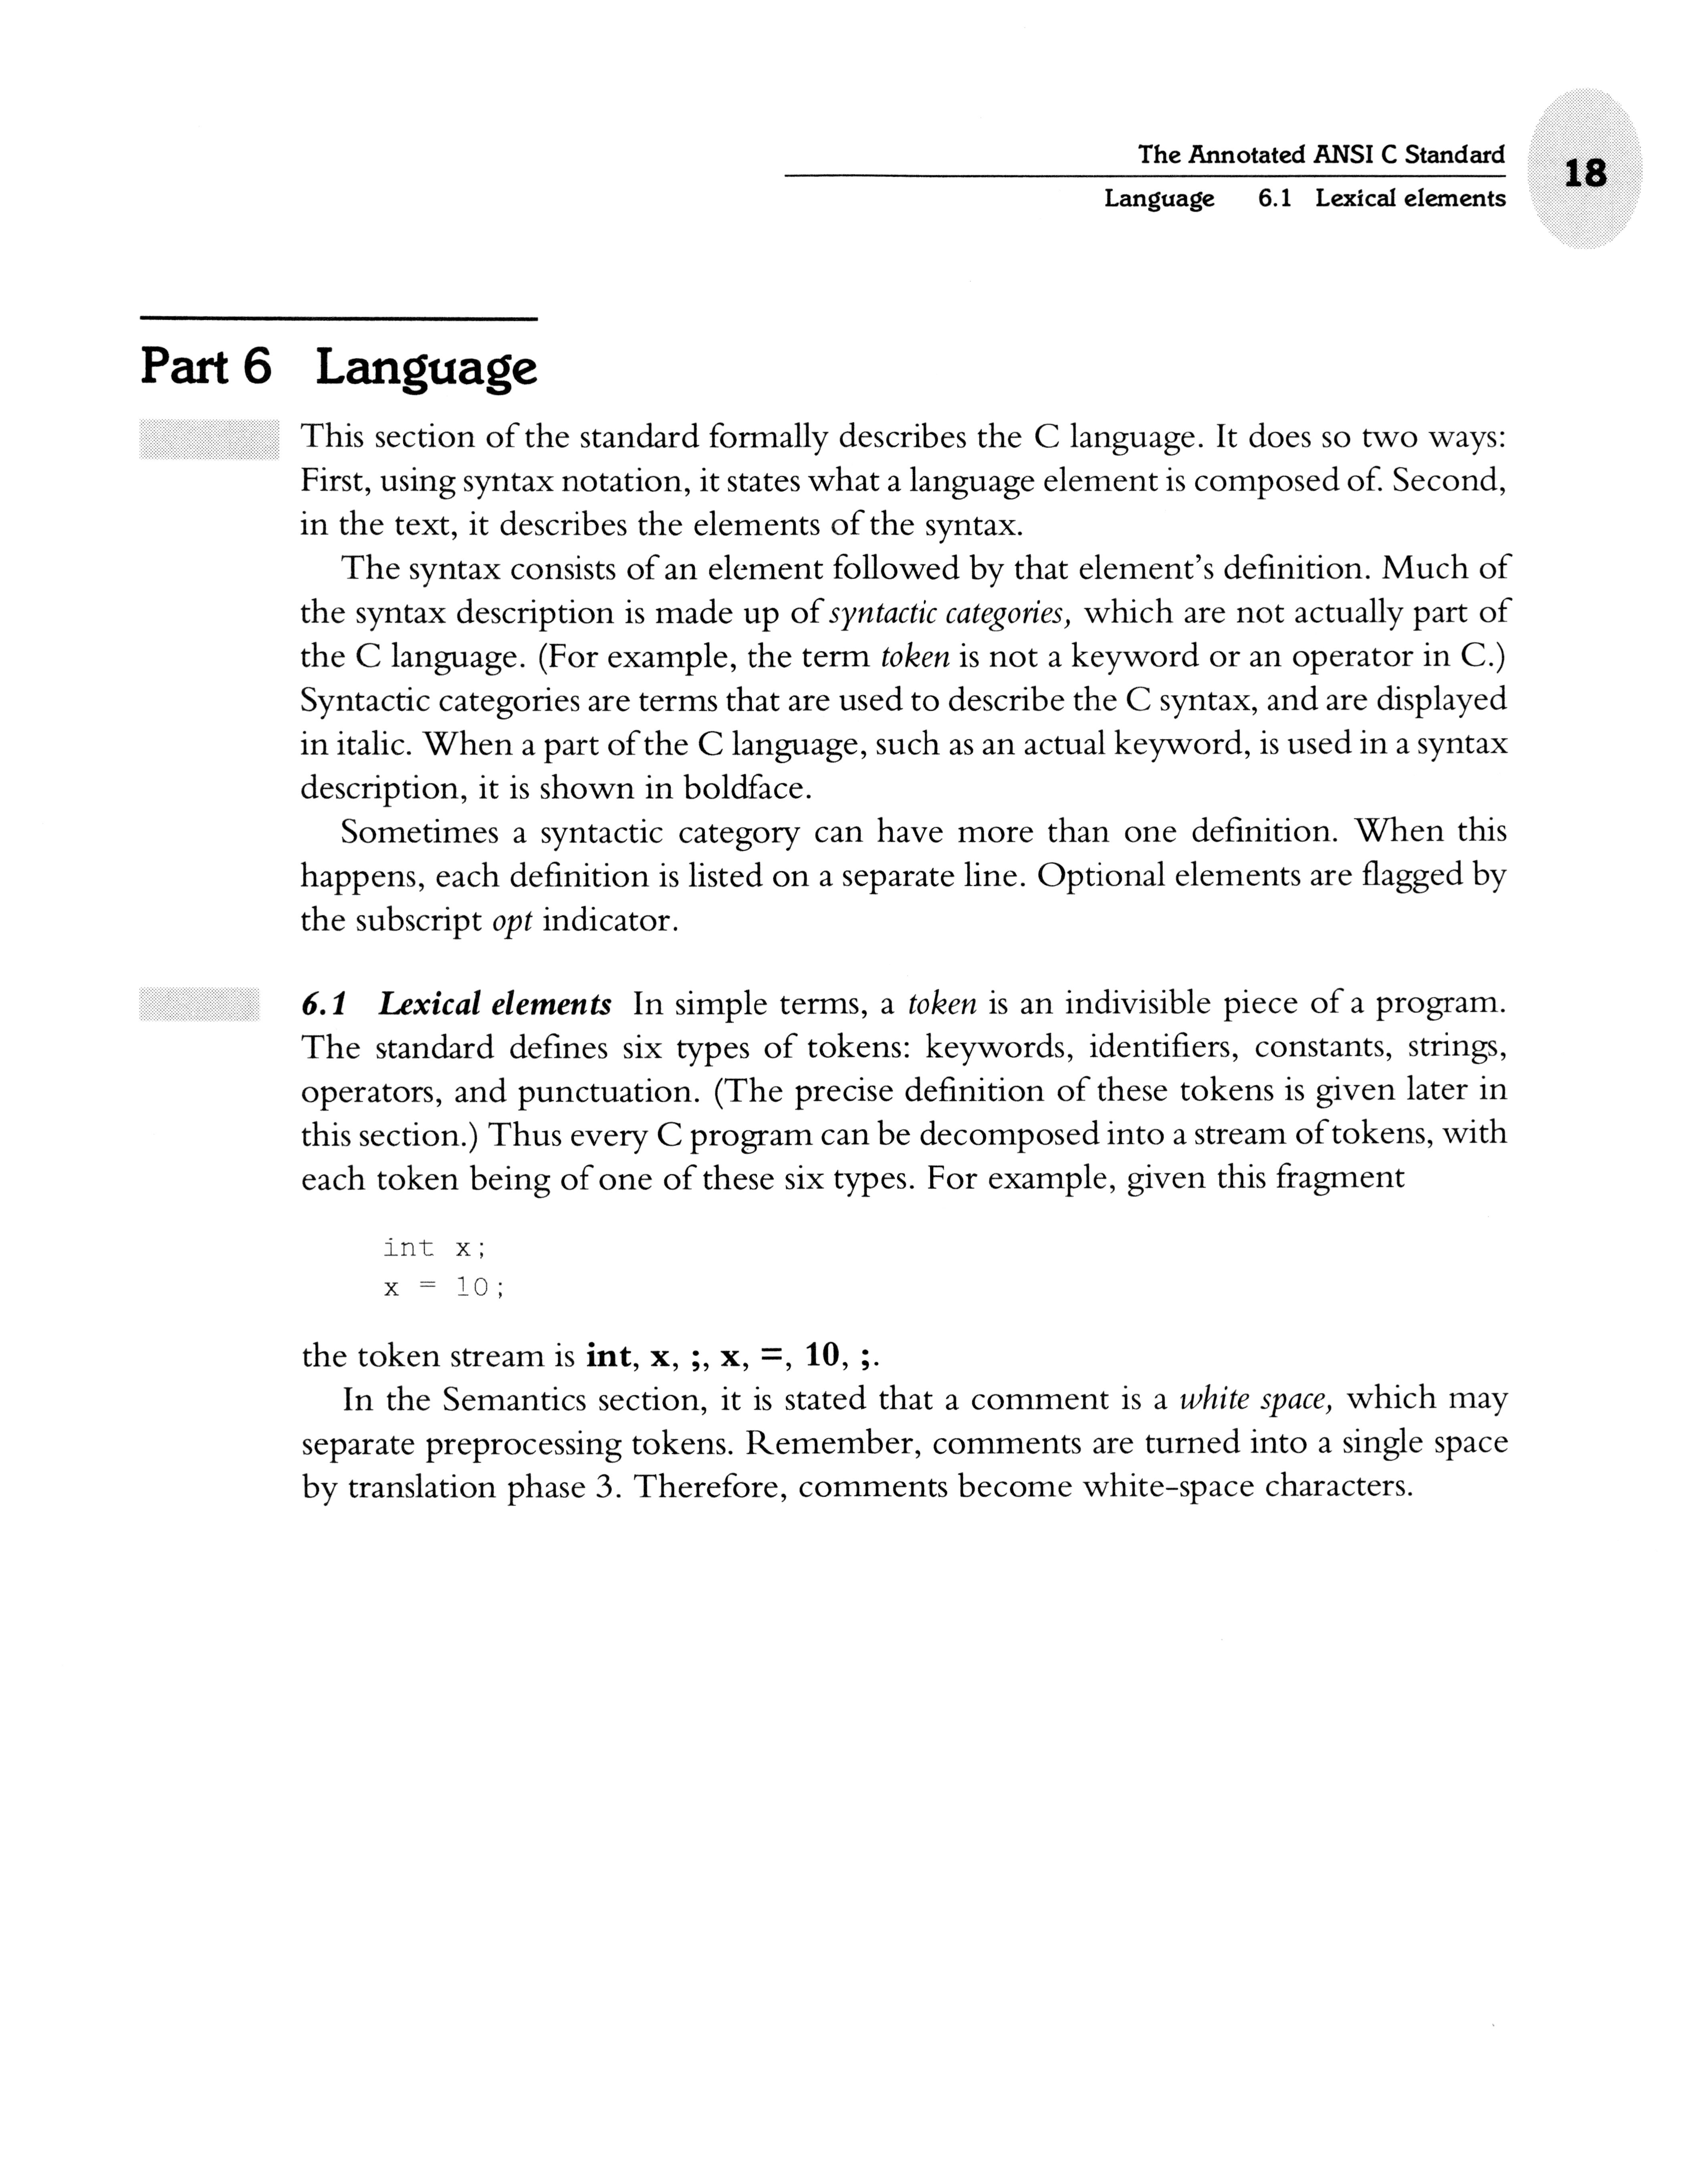 The Annotated ANSI C Standard
18
Language 6.1 Lexical elements
Part 6 Language
This section of the standard formally describes the C language. It does so two ways:
First, using syntax notation, it states what a language element is composed of. Second,
in the text, it describes the elements of the syntax.
The syntax consists of an element followed by that element's definition. Much of
the syntax description is made up of syntactic categories, which are not actually part of
the C language. (For example, the term token is not a keyword or an operator in C.)
Syntactic categories are terms that are used to describe the C syntax, and are displayed
in italic. When a part of the C language, such as an actual keyword, is used in a syntax
description, it is shown in boldface.
Sometimes a syntactic category can have more than one definition. When this
happens, each definition is listed on a separate line. Optional elements are flagged by
the subscript opt indicator.
6.1 Lexical elements In simple terms, a token is an indivisible piece of a program.
The standard defines six types of tokens: keywords, identifiers, constants, strings,
operators, and punctuation. (The precise definition of these tokens is given later in
this section.) Thus every C program can be decomposed into a stream of tokens, with
each token being of one of these six types. For example, given this fragment
int x;
x = 10;
the token stream is int, x, ;, x, =, 10, ;.
In the Semantics section, it is stated that a comment is a white space, which may
separate preprocessing tokens. Remember, comments are turned into a single space
by translation phase 3. Therefore, comments become white-space characters.